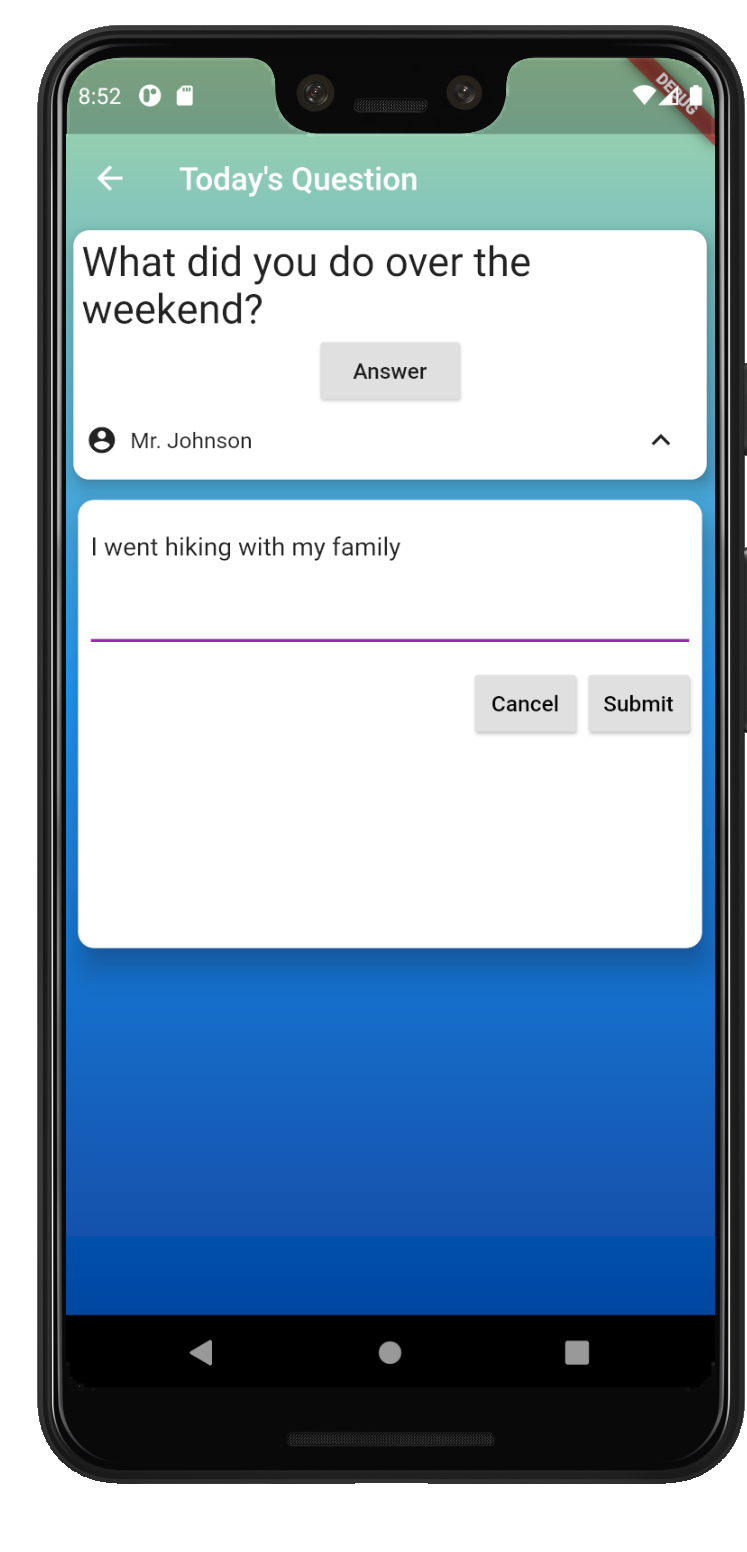 8:52
DEBUG
Today's Question
What did you do over the
weekend?
Answer
Mr. Johnson
I went hiking with my family
Cancel
Submit